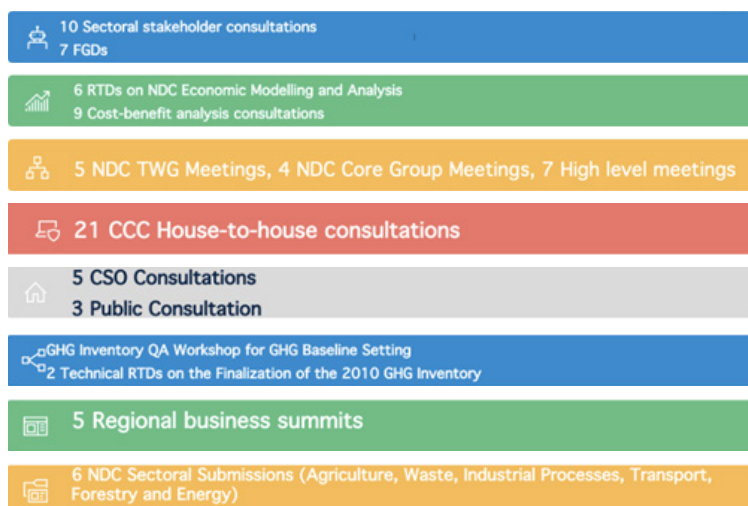 10 Sectoral stakeholder consultations
7 FGDs
6 RTDs on NDC Economic Modelling and Analysis
9 Cost-benefit analysis consultations
5 NDC TWG Meetings, 4 NDC Core Group Meetings, 7 High level meetings
21 CCC House-to-house consultations
5 CSO Consultations
3 Public Consultation
GHG Inventory QA Workshop for GHG Baseline Setting
2 Technical RTDs on the Finalization of the 2010 GHG Inventory
5 Regional business summits
6 NDC Sectoral Submissions (Agriculture, Waste, Industrial Processes, Transport,
Forestry and Energy)